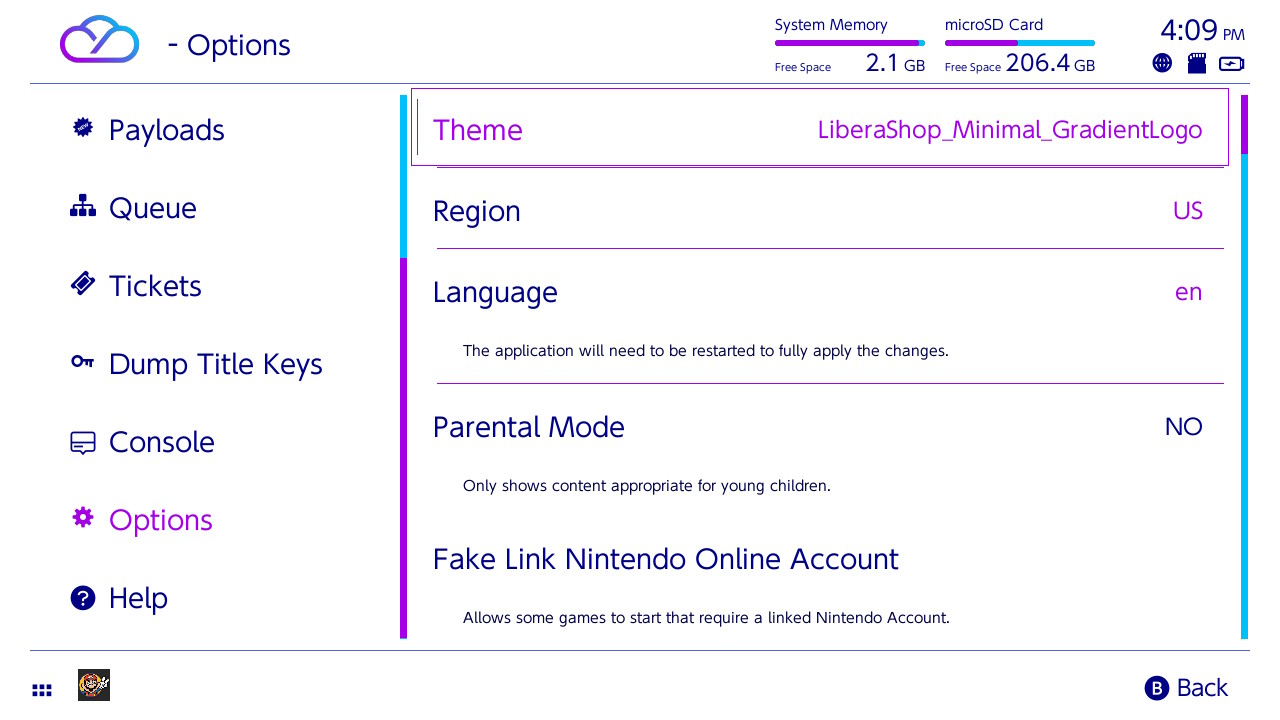 - Options
System Memory
Free Space 2.1 GB
microSD Card
Free Space 206.4 GB
4:09 PM
Payloads
Queue
Tickets
Dump Title Keys
Console
Options
Help
Theme LiberaShop_Minimal_GradientLogo
Region US
Language en
The application will need to be restarted to fully apply the changes.
Parental Mode NO
Only shows content appropriate for young children.
Fake Link Nintendo Online Account
Allows some games to start that require a linked Nintendo Account.
B Back